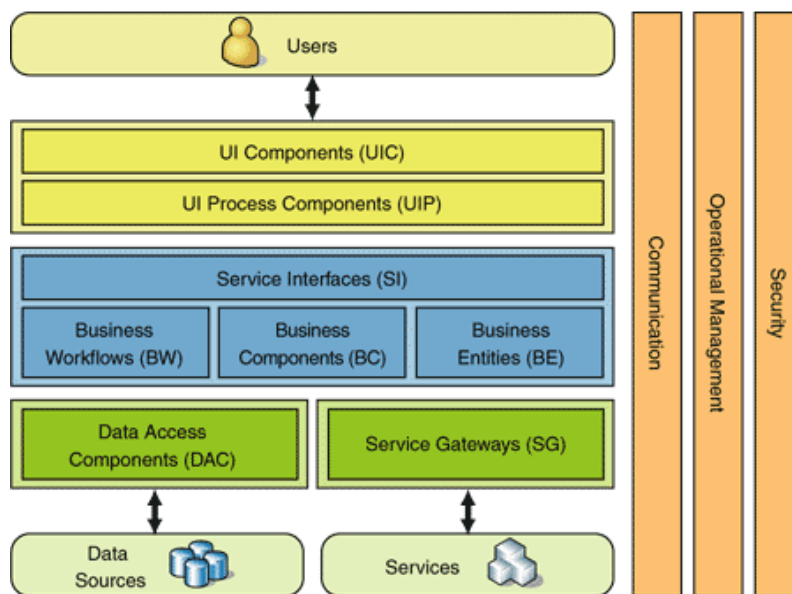 Users
UI Components (UIC)
UI Process Components (UIP)
Service Interfaces (SI)
Business
Workflows (BW)
Business
Components (BC)
Business
Entities (BE)
Data Access
Components (DAC)
Service Gateways (SG)
Data
Sources
Services
Communication
Operational Management
Security